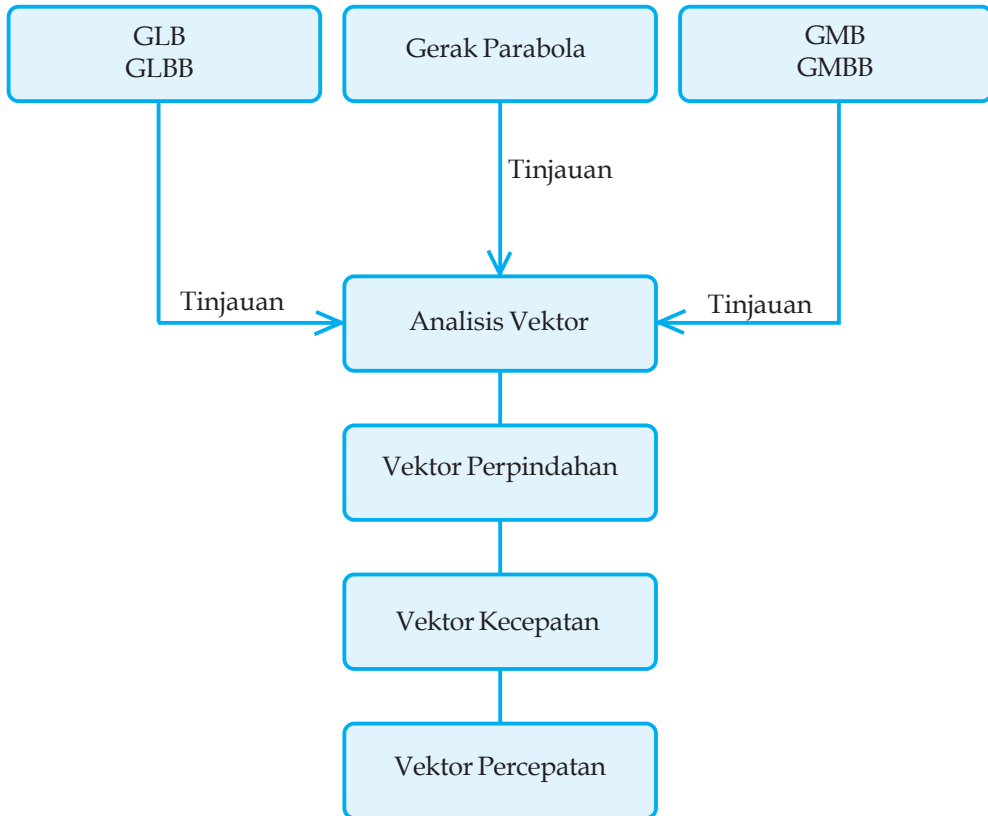 GLB
GLBB
Gerak Parabola
GMB
GMBB
Tinjauan
Tinjauan
Tinjauan
Analisis Vektor
Vektor Perpindahan
Vektor Kecepatan
Vektor Percepatan